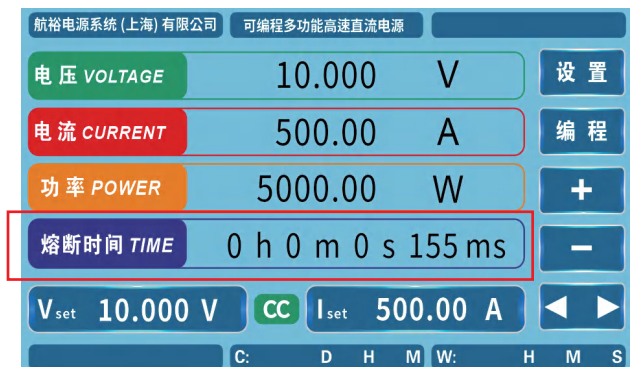 航裕电源系统 (上海) 有限公司 可编程多功能高速直流电源
电压 VOLTAGE 10.000 V 设置
电流 CURRENT 500.00 A 编程
功率 POWER 5000.00 W +
熔断时间 TIME 0 h 0 m 0 s 155 ms −
Vset 10.000 V CC Iset 500.00 A ◀ ▶
C: D H M W: H M S